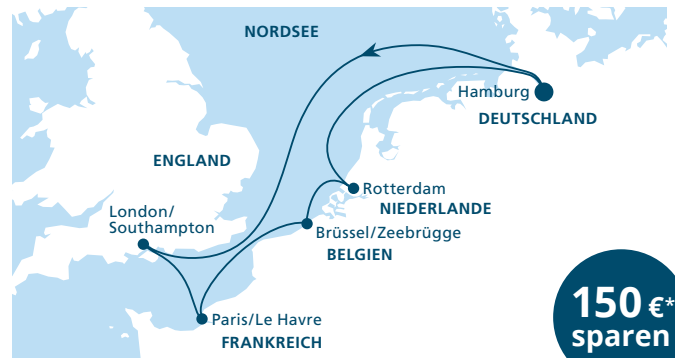 NORDSEE
Hamburg
DEUTSCHLAND
ENGLAND
Rotterdam
NIEDERLANDE
London/
Southampton
Brüssel/Zeebrügge
BELGIEN
Paris/Le Havre
FRANKREICH
150 €*
sparen